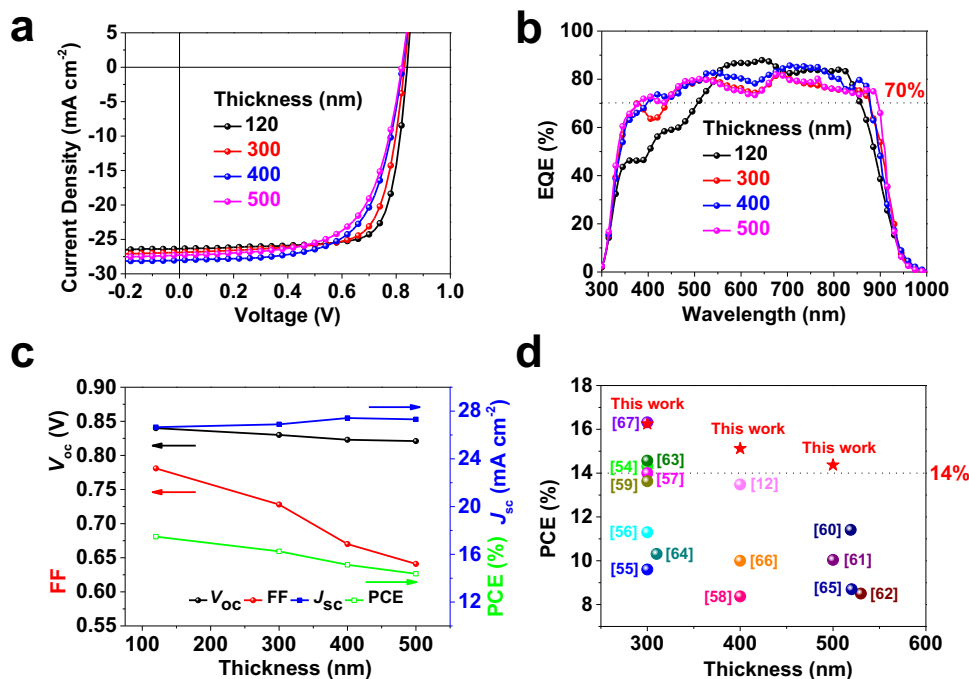 a
5
0
-5
-10
-15
-20
-25
-30
Current Density (mA cm-2)
Thickness (nm)
120
300
400
500
-0.2 0.0 0.2 0.4 0.6 0.8 1.0
Voltage (V)
b
100
80
60
40
20
0
EQE (%)
70%
Thickness (nm)
120
300
400
500
300 400 500 600 700 800 900 1000
Wavelength (nm)
c
0.90
0.85
0.80
0.75
0.70
0.65
0.60
0.55
Voc (V)
FF
28
24
20
16
12
Jsc (mA cm-2)
PCE (%)
Voc FF Jsc PCE
100 200 300 400 500
Thickness (nm)
d
18
16
14
12
10
8
PCE (%)
This work
[67]
This work
This work
[63]
[54]
[57]
14%
[59]
[12]
[56]
[60]
[64]
[61]
[55]
[66]
[65]
[62]
[58]
200 300 400 500 600
Thickness (nm)